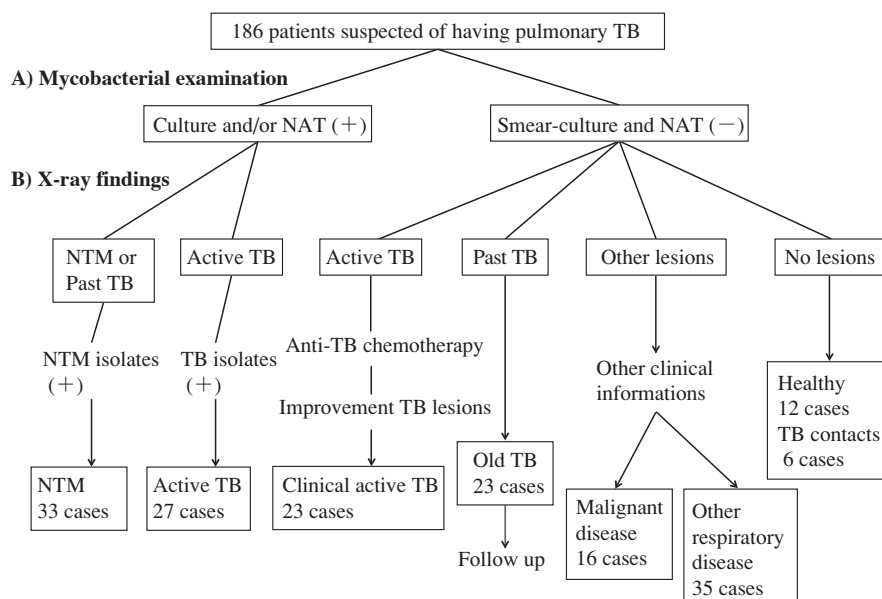 186 patients suspected of having pulmonary TB
A) Mycobacterial examination
Culture and/or NAT (+)
Smear-culture and NAT (−)
B) X-ray findings
NTM or
Past TB
Active TB
Active TB
Past TB
Other lesions
No lesions
NTM isolates
(+)
TB isolates
(+)
Anti-TB chemotherapy
Improvement TB lesions
Other clinical
informations
Healthy
12 cases
TB contacts
6 cases
NTM
33 cases
Active TB
27 cases
Clinical active TB
23 cases
Old TB
23 cases
Follow up
Malignant
disease
16 cases
Other
respiratory
disease
35 cases